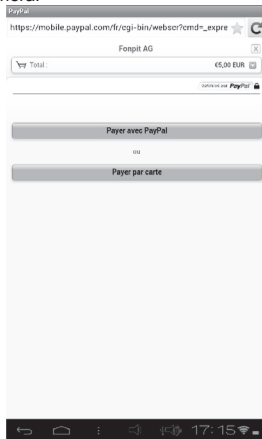 PayPal
https://mobile.paypal.com/fr/cgi-bin/webscr?cmd=_expre
Fonpit AG
Total :
€5,00 EUR
PayPal
Payer avec PayPal
ou
Payer par carte
17:15